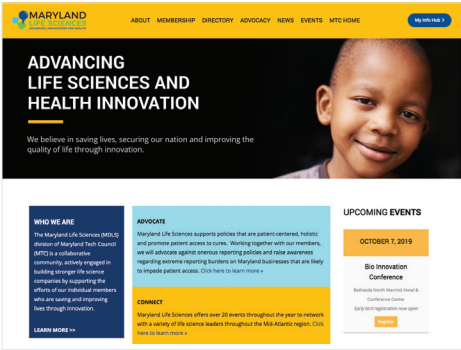 MARYLAND
LIFE SCIENCES
ADVANCING INNOVATIONS FOR HEALTH
ABOUT MEMBERSHIP DIRECTORY ADVOCACY NEWS EVENTS MTC HOME
My Info Hub >
ADVANCING
LIFE SCIENCES AND
HEALTH INNOVATION
We believe in saving lives, securing our nation and improving the
quality of life through innovation.
WHO WE ARE
The Maryland Life Sciences (MDLS)
division of Maryland Tech Council
(MTC) is a collaborative
community, actively engaged in
building stronger life science
companies by supporting the
efforts of our individual members
who are saving and improving
lives through innovation.
LEARN MORE >>
ADVOCATE
Maryland Life Sciences supports policies that are patient-centered, holistic
and promote patient access to cures. Working together with our members,
we will advocate against onerous reporting policies and raise awareness
regarding extreme reporting burdens on Maryland businesses that are likely
to impede patient access. Click here to learn more »
CONNECT
Maryland Life Sciences offers over 20 events throughout the year to network
with a variety of life science leaders throughout the Mid-Atlantic region. Click
here to learn more »
UPCOMING EVENTS
OCTOBER 7, 2019
Bio Innovation
Conference
Bethesda North Marriott Hotel &
Conference Center
Early bird registration now open
Register